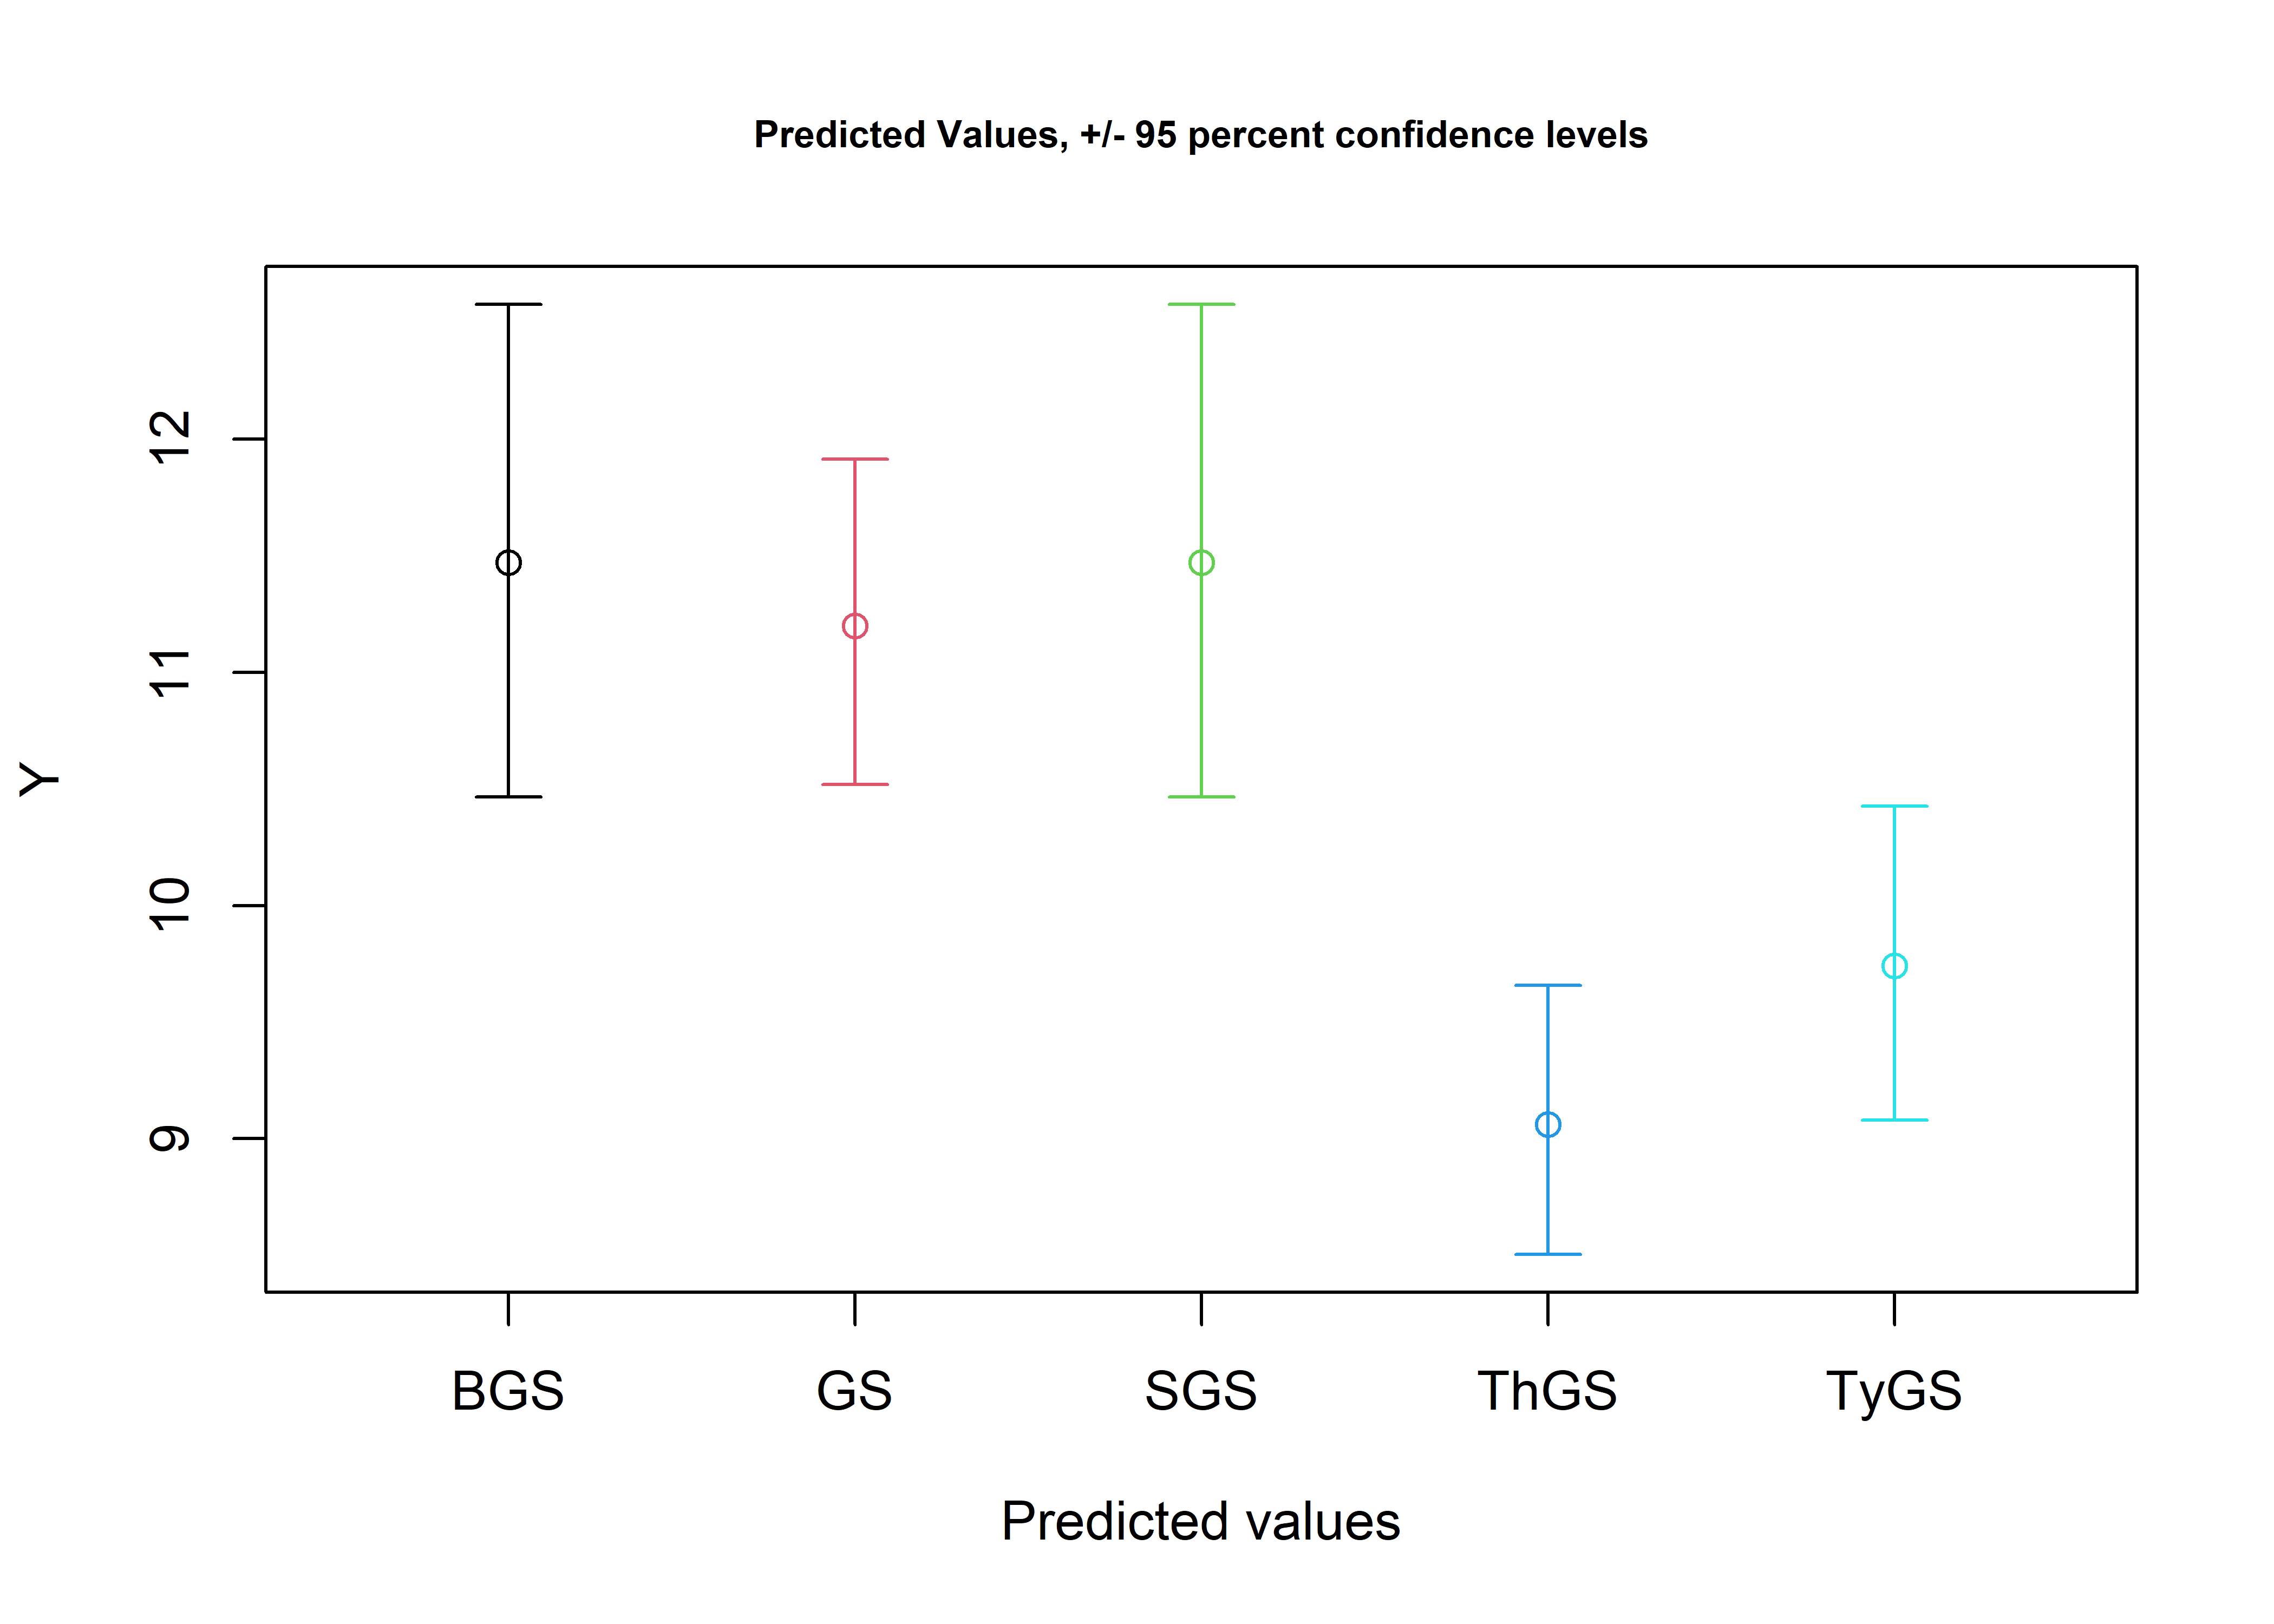 Predicted Values, +/- 95 percent confidence levels
12
11
10
9
Y
BGS GS SGS ThGS TyGS
Predicted values